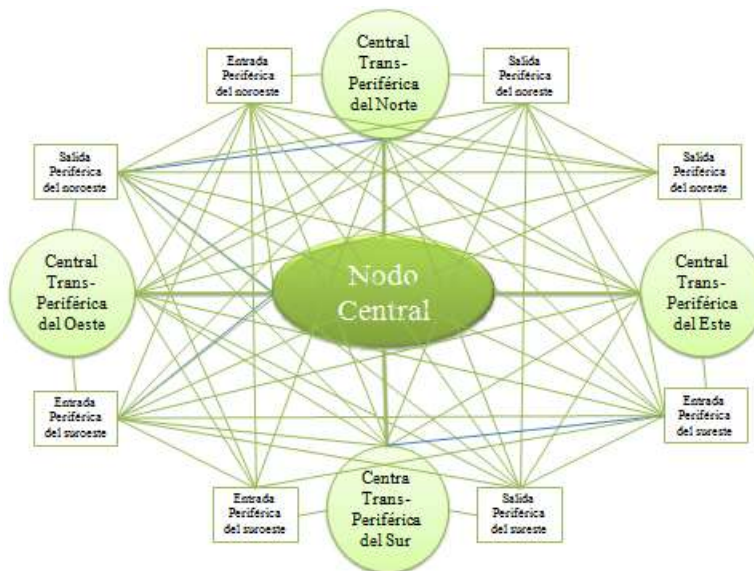 Central
Trans-
Periférica
del Norte
Entrada
Periférica
del noroeste
Salida
Periférica
del noreste
Salida
Periférica
del noroeste
Salida
Periférica
del noreste
Central
Trans-
Periférica
del Oeste
Nodo
Central
Central
Trans-
Periférica
del Este
Entrada
Periférica
del suroeste
Entrada
Periférica
del sureste
Entrada
Periférica
del suroeste
Centra
Trans-
Periférica
del Sur
Salida
Periférica
del sureste